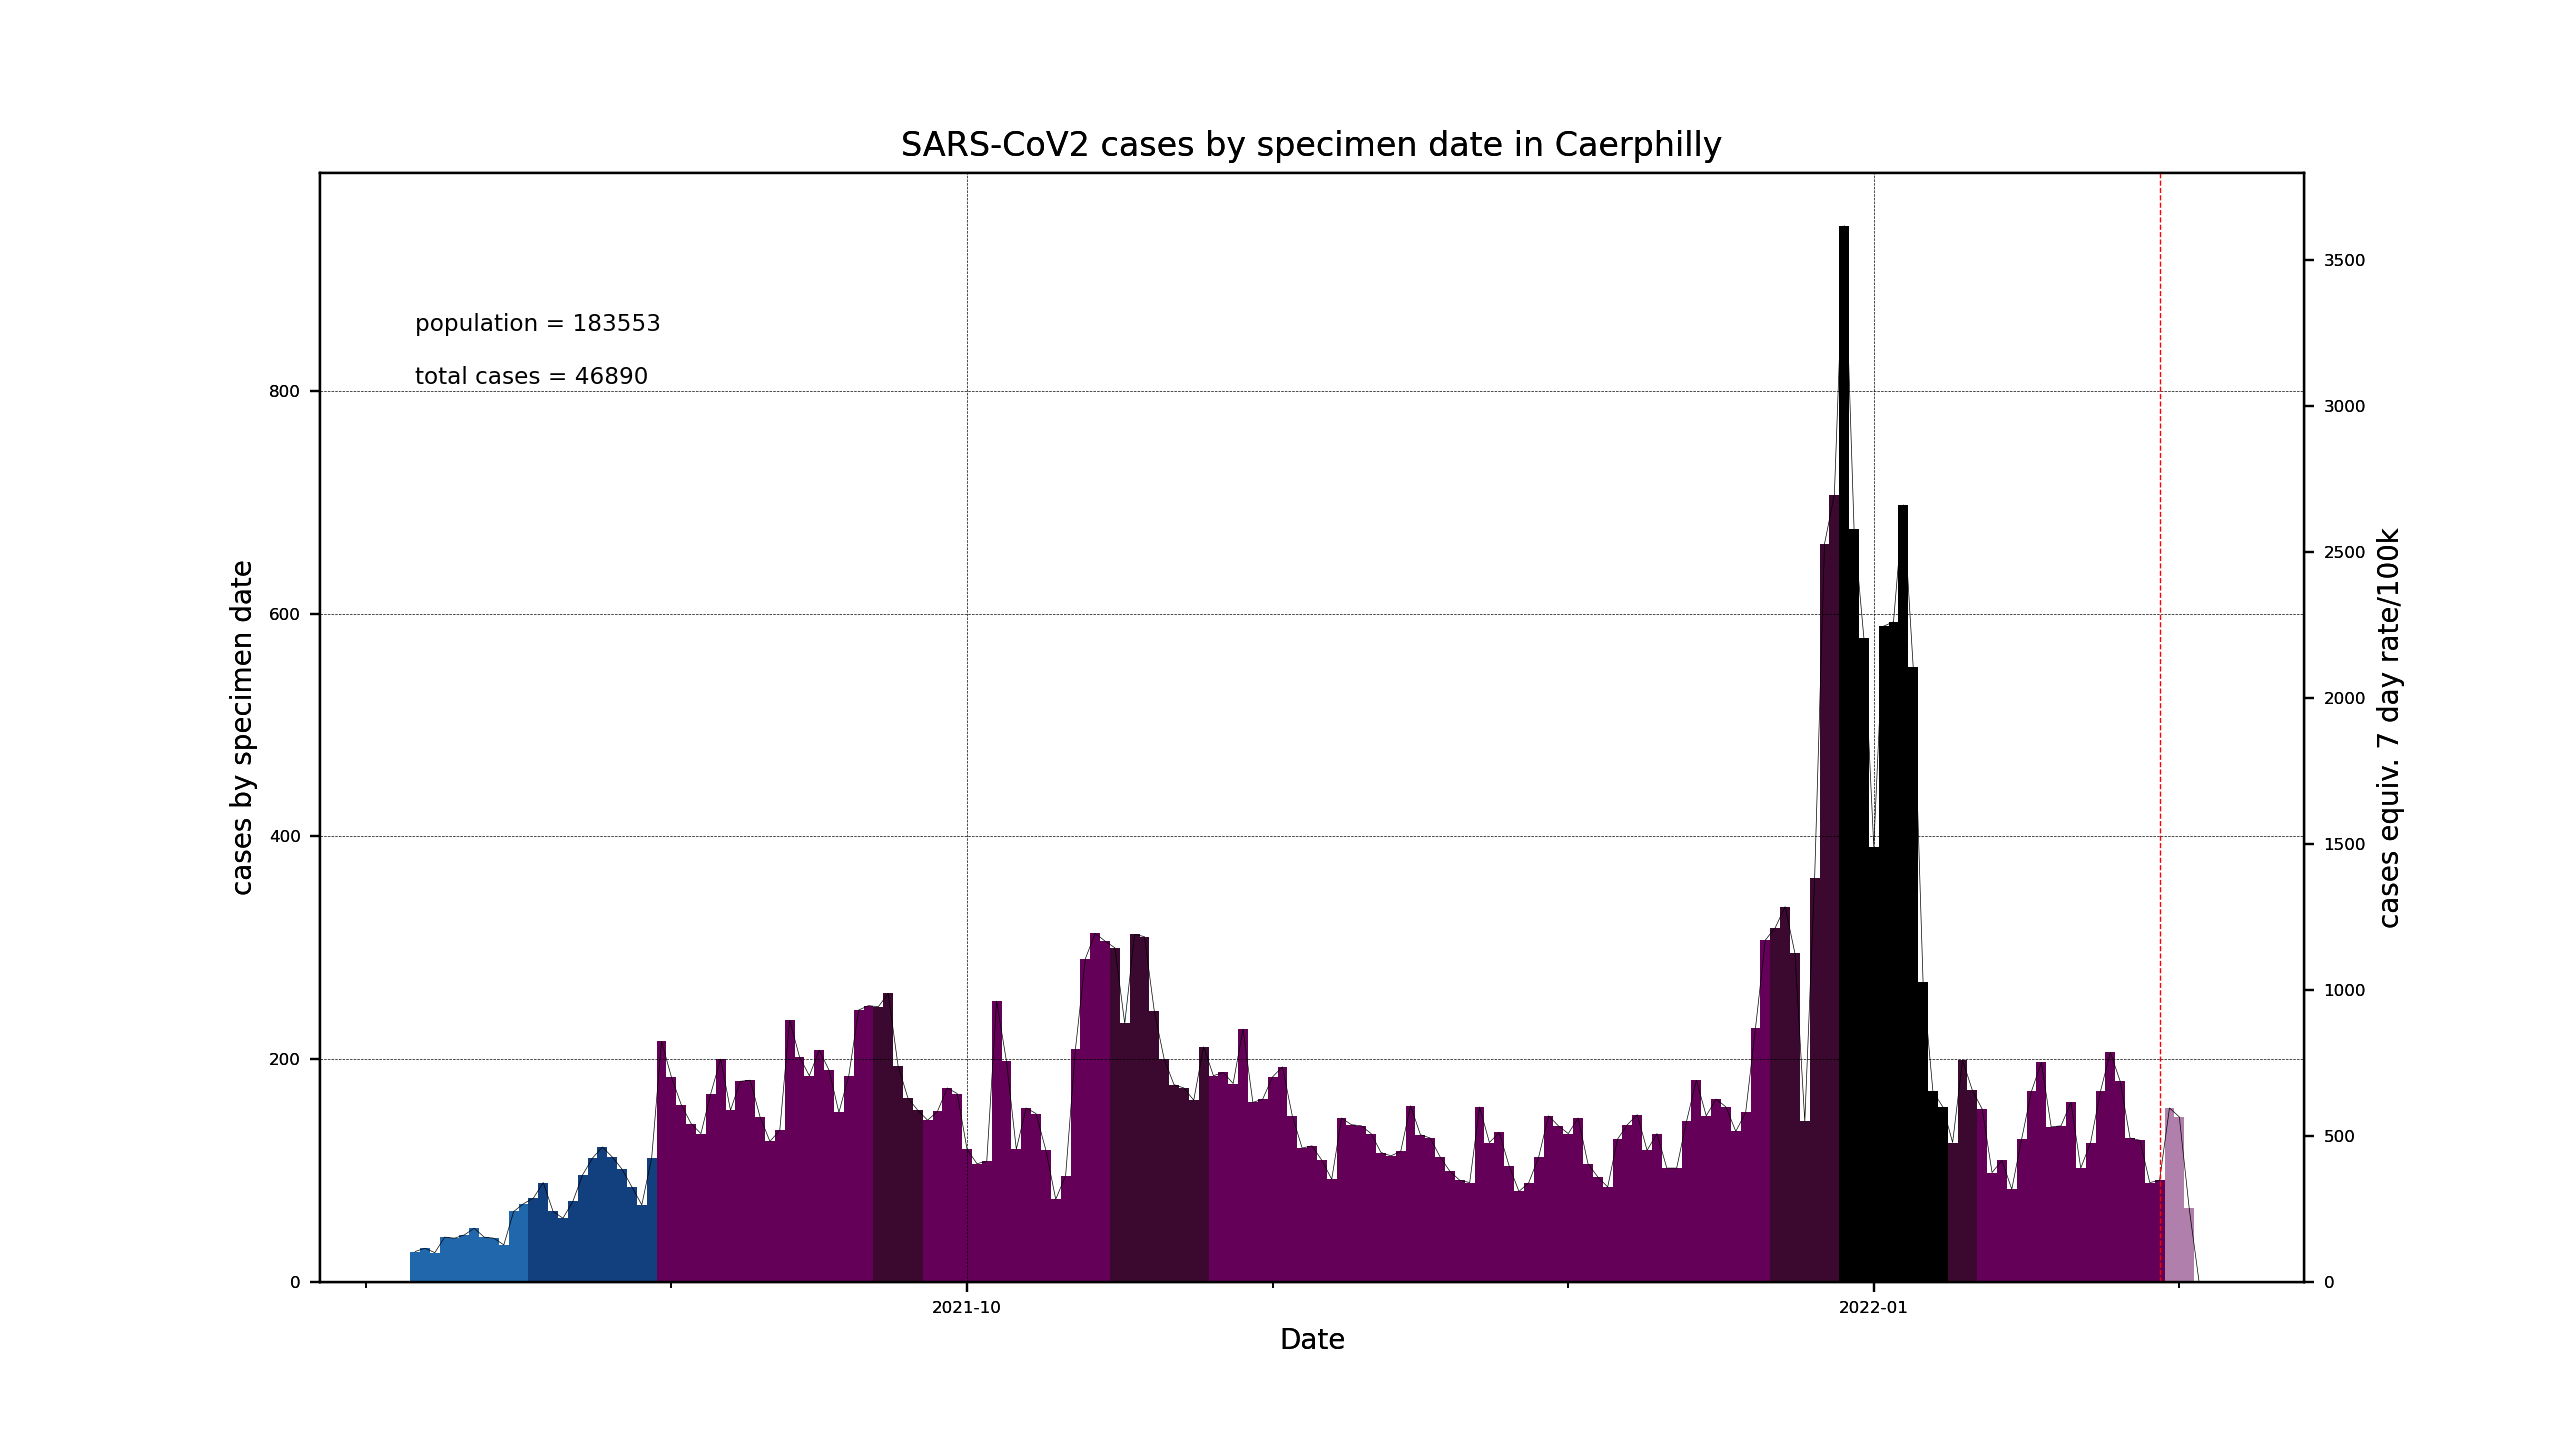 SARS-CoV2 cases by specimen date in Caerphilly
population = 183553
total cases = 46890
cases by specimen date
800
600
400
200
0
3500
3000
2500
2000
1500
1000
500
0
cases equiv. 7 day rate/100k
2021-10
2022-01
Date